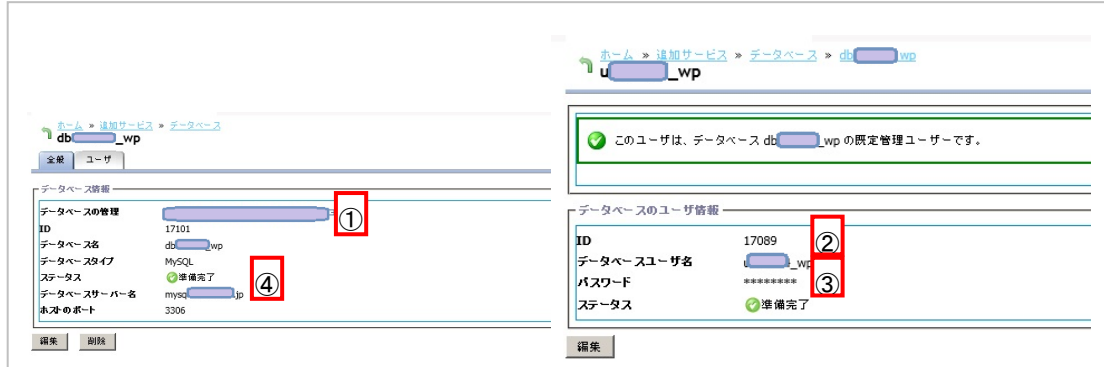 ホーム » 追加サービス » データベース
db _wp
全般 ユーザ
データベース情報
データベースの管理 ①
ID 17101
データベース名 db _wp
データベースタイプ MySQL
ステータス 準備完了 ④
データベースサーバー名 mysq .jp
ホストのポート 3306
編集 削除
ホーム » 追加サービス » データベース » db wp
u _wp
このユーザは、データベース db _wp の既定管理ユーザーです。
データベースのユーザ情報
ID 17089 ②
データベースユーザ名 u e_wp
パスワード ******** ③
ステータス 準備完了
編集